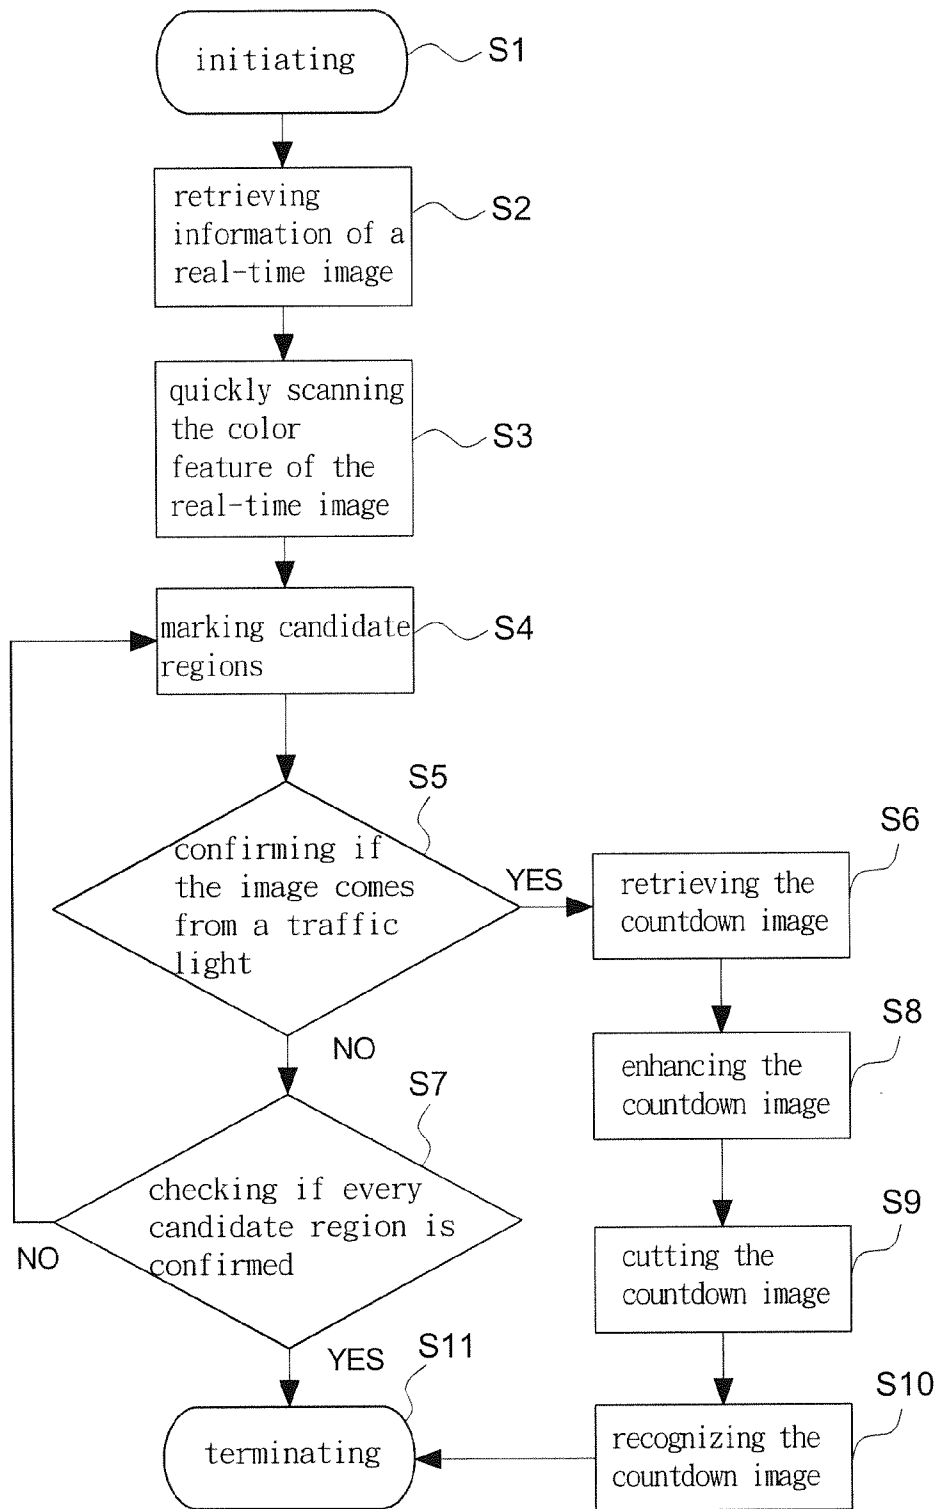 initiating
S1
retrieving
information of a
real-time image
S2
quickly scanning
the color
feature of the
real-time image
S3
marking candidate
regions
S4
S5
confirming if
the image comes
from a traffic
light
YES
NO
S6
retrieving the
countdown image
S8
enhancing the
countdown image
S7
checking if every
candidate region is
confirmed
NO
YES
S9
cutting the
countdown image
S10
recognizing the
countdown image
S11
terminating